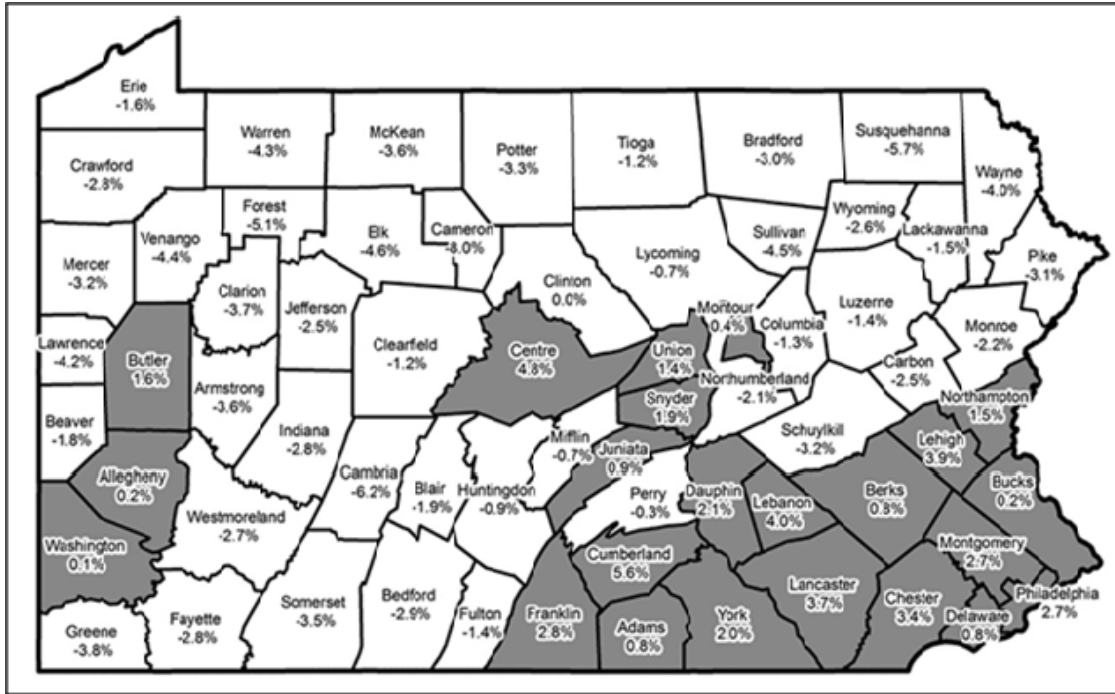 Erie
-1.6%
Warren
-4.3%
McKean
-3.6%
Potter
-3.3%
Tioga
-1.2%
Bradford
-3.0%
Susquehanna
-5.7%
Wayne
-4.0%
Crawford
-2.8%
Forest
-5.1%
Elk
-4.6%
Cameron
-8.0%
Venango
-4.4%
Mercer
-3.2%
Clarion
-3.7%
Jefferson
-2.5%
Clinton
0.0%
Lycoming
-0.7%
Sullivan
-4.5%
Wyoming
-2.6%
Lackawanna
-1.5%
Pike
-3.1%
Luzerne
-1.4%
Monroe
-2.2%
Lawrence
-4.2%
Butler
1.6%
Clearfield
-1.2%
Centre
4.8%
Union
1.4%
Montour
0.4%
Columbia
-1.3%
Carbon
-2.5%
Northampton
1.5%
Beaver
-1.8%
Armstrong
-3.6%
Indiana
-2.8%
Snyder
1.9%
Northumberland
-2.1%
Schuylkill
-3.2%
Lehigh
3.9%
Allegheny
0.2%
Cambria
-6.2%
Blair
-1.9%
Huntingdon
-0.9%
Mifflin
-0.7%
Juniata
0.9%
Perry
-0.3%
Dauphin
2.1%
Lebanon
4.0%
Berks
0.8%
Bucks
0.2%
Westmoreland
-2.7%
Washington
0.1%
Cumberland
5.6%
Montgomery
2.7%
Greene
-3.8%
Fayette
-2.8%
Somerset
-3.5%
Bedford
-2.9%
Fulton
-1.4%
Franklin
2.8%
Adams
0.8%
York
2.0%
Lancaster
3.7%
Chester
3.4%
Delaware
0.8%
Philadelphia
2.7%